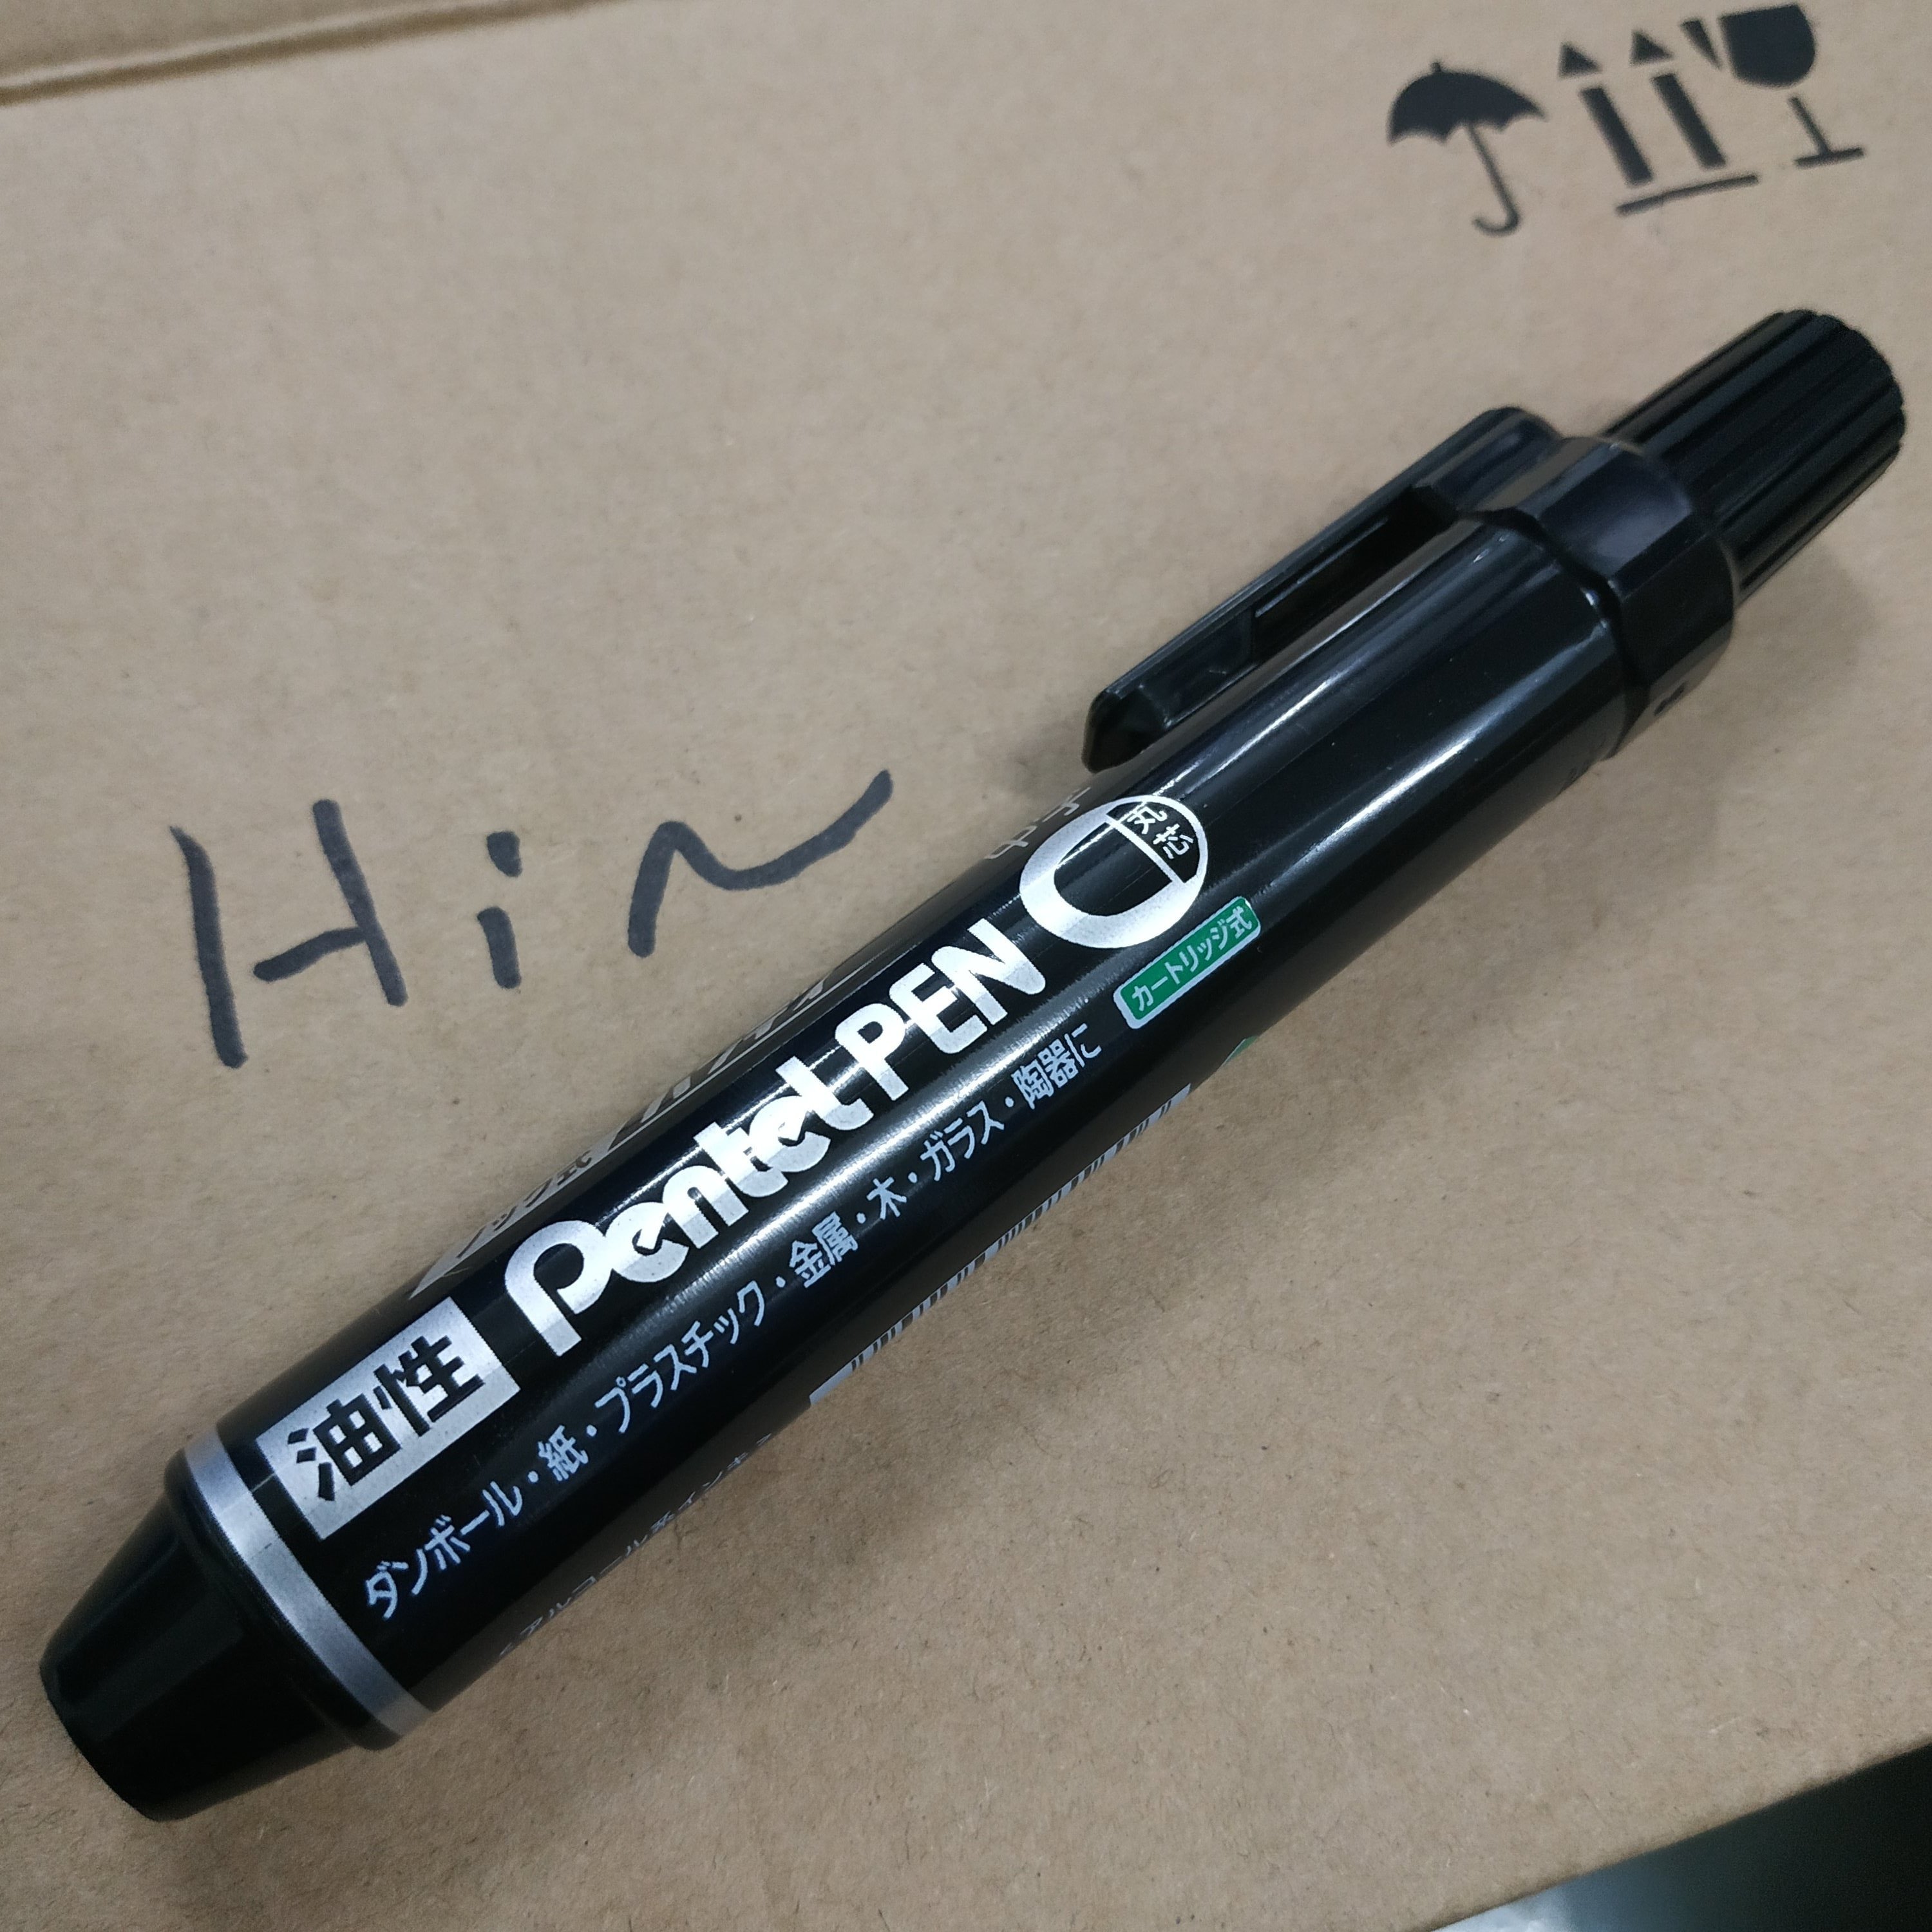 Hi~
丸芯
Pentel PEN
カートリッジ式
油性
ダンボール・紙・プラスチック・金属・木・ガラス・陶器に